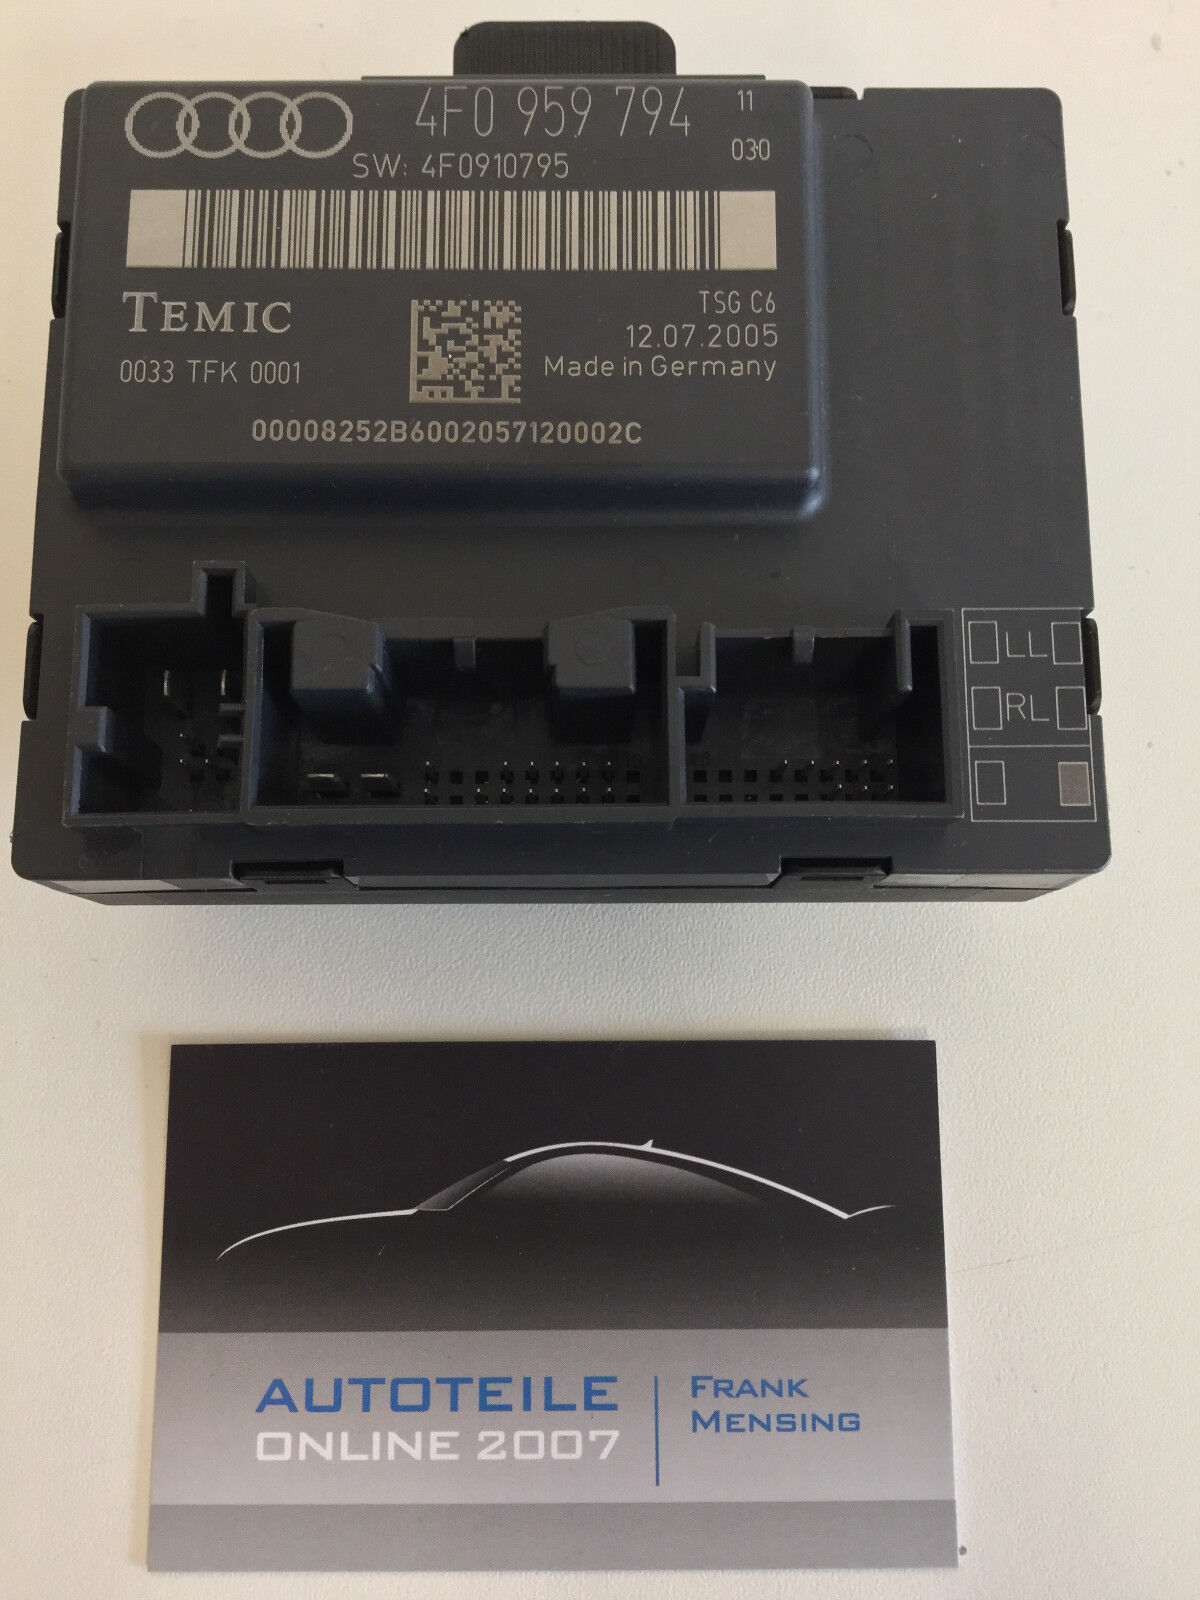 4F0 959 794
11
030
SW: 4F0910795
TEMIC
TSG C6
12.07.2005
0033 TFK 0001
Made in Germany
00008252B6002057120002C
LL
RL
AUTOTEILE
ONLINE 2007
FRANK
MENSING